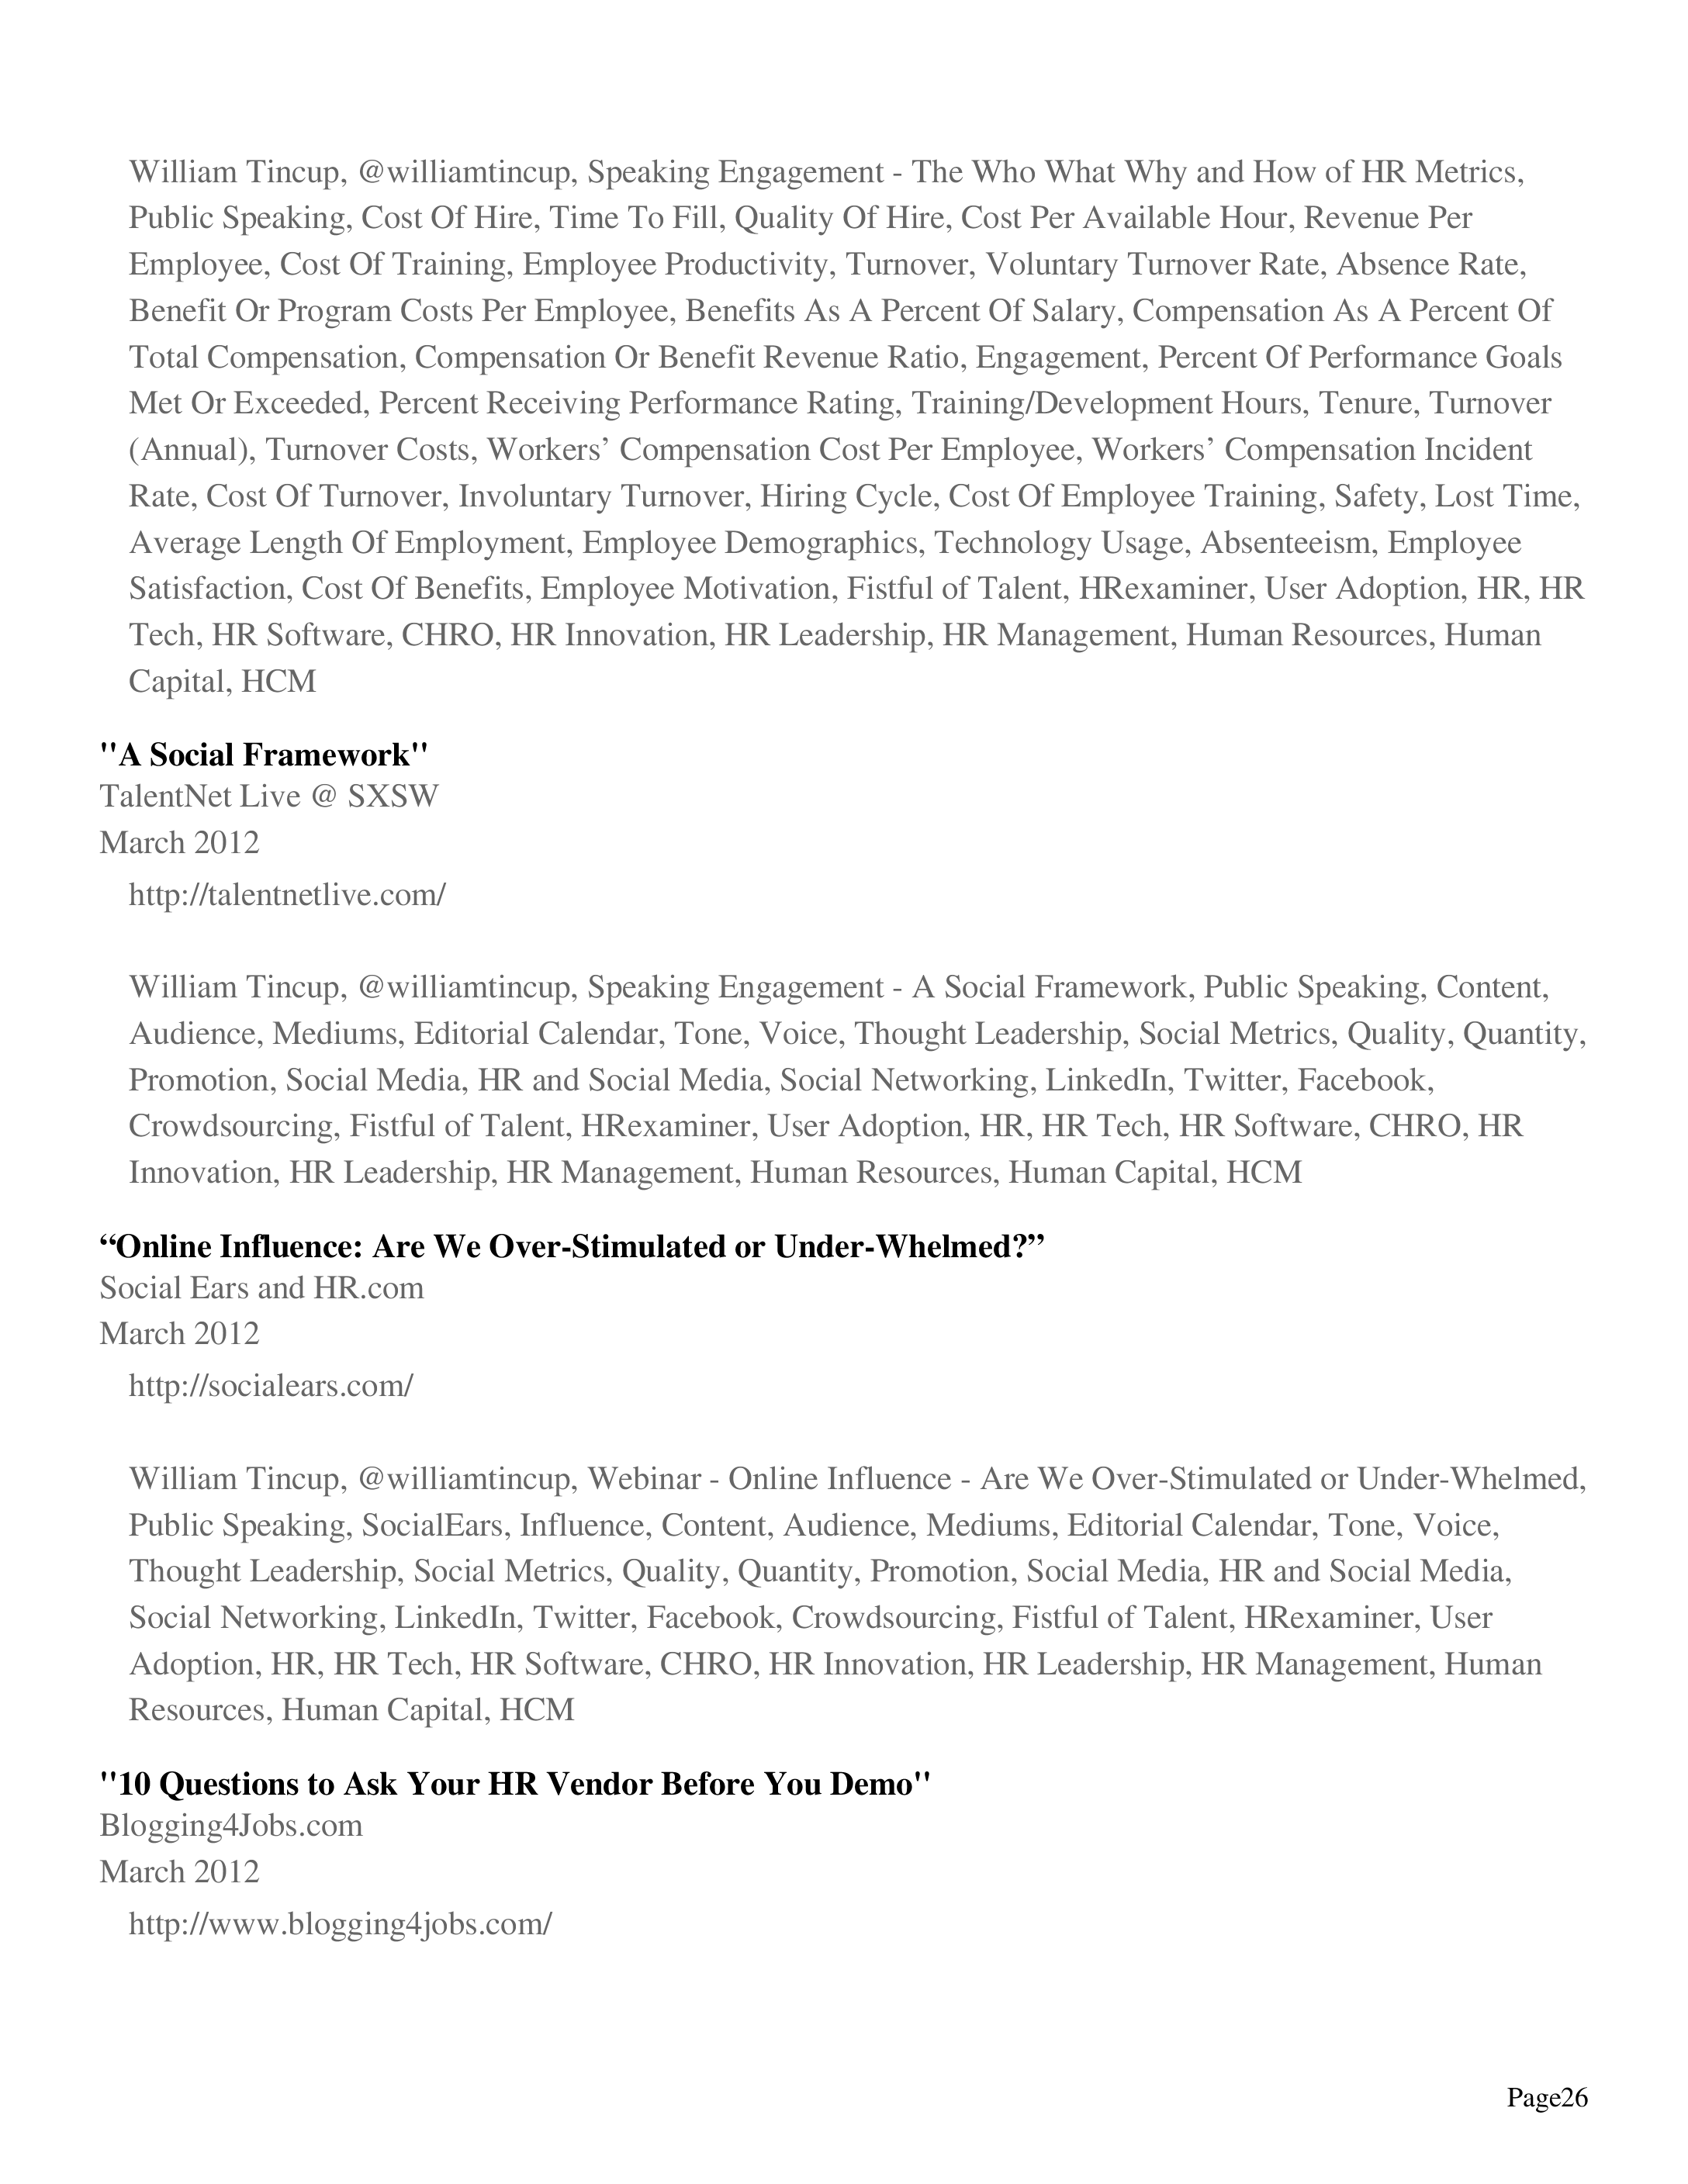 William Tincup, @williamtincup, Speaking Engagement - The Who What Why and How of HR Metrics,
Public Speaking, Cost Of Hire, Time To Fill, Quality Of Hire, Cost Per Available Hour, Revenue Per
Employee, Cost Of Training, Employee Productivity, Turnover, Voluntary Turnover Rate, Absence Rate,
Benefit Or Program Costs Per Employee, Benefits As A Percent Of Salary, Compensation As A Percent Of
Total Compensation, Compensation Or Benefit Revenue Ratio, Engagement, Percent Of Performance Goals
Met Or Exceeded, Percent Receiving Performance Rating, Training/Development Hours, Tenure, Turnover
(Annual), Turnover Costs, Workers’ Compensation Cost Per Employee, Workers’ Compensation Incident
Rate, Cost Of Turnover, Involuntary Turnover, Hiring Cycle, Cost Of Employee Training, Safety, Lost Time,
Average Length Of Employment, Employee Demographics, Technology Usage, Absenteeism, Employee
Satisfaction, Cost Of Benefits, Employee Motivation, Fistful of Talent, HRexaminer, User Adoption, HR, HR
Tech, HR Software, CHRO, HR Innovation, HR Leadership, HR Management, Human Resources, Human
Capital, HCM
"A Social Framework"
TalentNet Live @ SXSW
March 2012
http://talentnetlive.com/
William Tincup, @williamtincup, Speaking Engagement - A Social Framework, Public Speaking, Content,
Audience, Mediums, Editorial Calendar, Tone, Voice, Thought Leadership, Social Metrics, Quality, Quantity,
Promotion, Social Media, HR and Social Media, Social Networking, LinkedIn, Twitter, Facebook,
Crowdsourcing, Fistful of Talent, HRexaminer, User Adoption, HR, HR Tech, HR Software, CHRO, HR
Innovation, HR Leadership, HR Management, Human Resources, Human Capital, HCM
“Online Influence: Are We Over-Stimulated or Under-Whelmed?”
Social Ears and HR.com
March 2012
http://socialears.com/
William Tincup, @williamtincup, Webinar - Online Influence - Are We Over-Stimulated or Under-Whelmed,
Public Speaking, SocialEars, Influence, Content, Audience, Mediums, Editorial Calendar, Tone, Voice,
Thought Leadership, Social Metrics, Quality, Quantity, Promotion, Social Media, HR and Social Media,
Social Networking, LinkedIn, Twitter, Facebook, Crowdsourcing, Fistful of Talent, HRexaminer, User
Adoption, HR, HR Tech, HR Software, CHRO, HR Innovation, HR Leadership, HR Management, Human
Resources, Human Capital, HCM
"10 Questions to Ask Your HR Vendor Before You Demo"
Blogging4Jobs.com
March 2012
http://www.blogging4jobs.com/
Page26